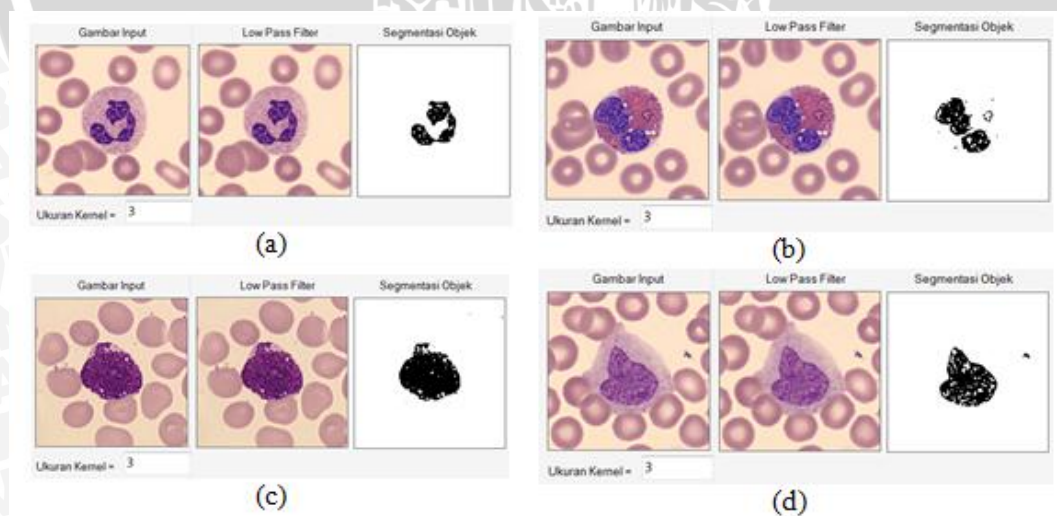 Gambar Input Low Pass Filter Segmentasi Objek
Ukuran Kernel = 3
(a)
Gambar Input Low Pass Filter Segmentasi Objek
Ukuran Kernel = 3
(b)
Gambar Input Low Pass Filter Segmentasi Objek
Ukuran Kernel = 3
(c)
Gambar Input Low Pass Filter Segmentasi Objek
Ukuran Kernel = 3
(d)